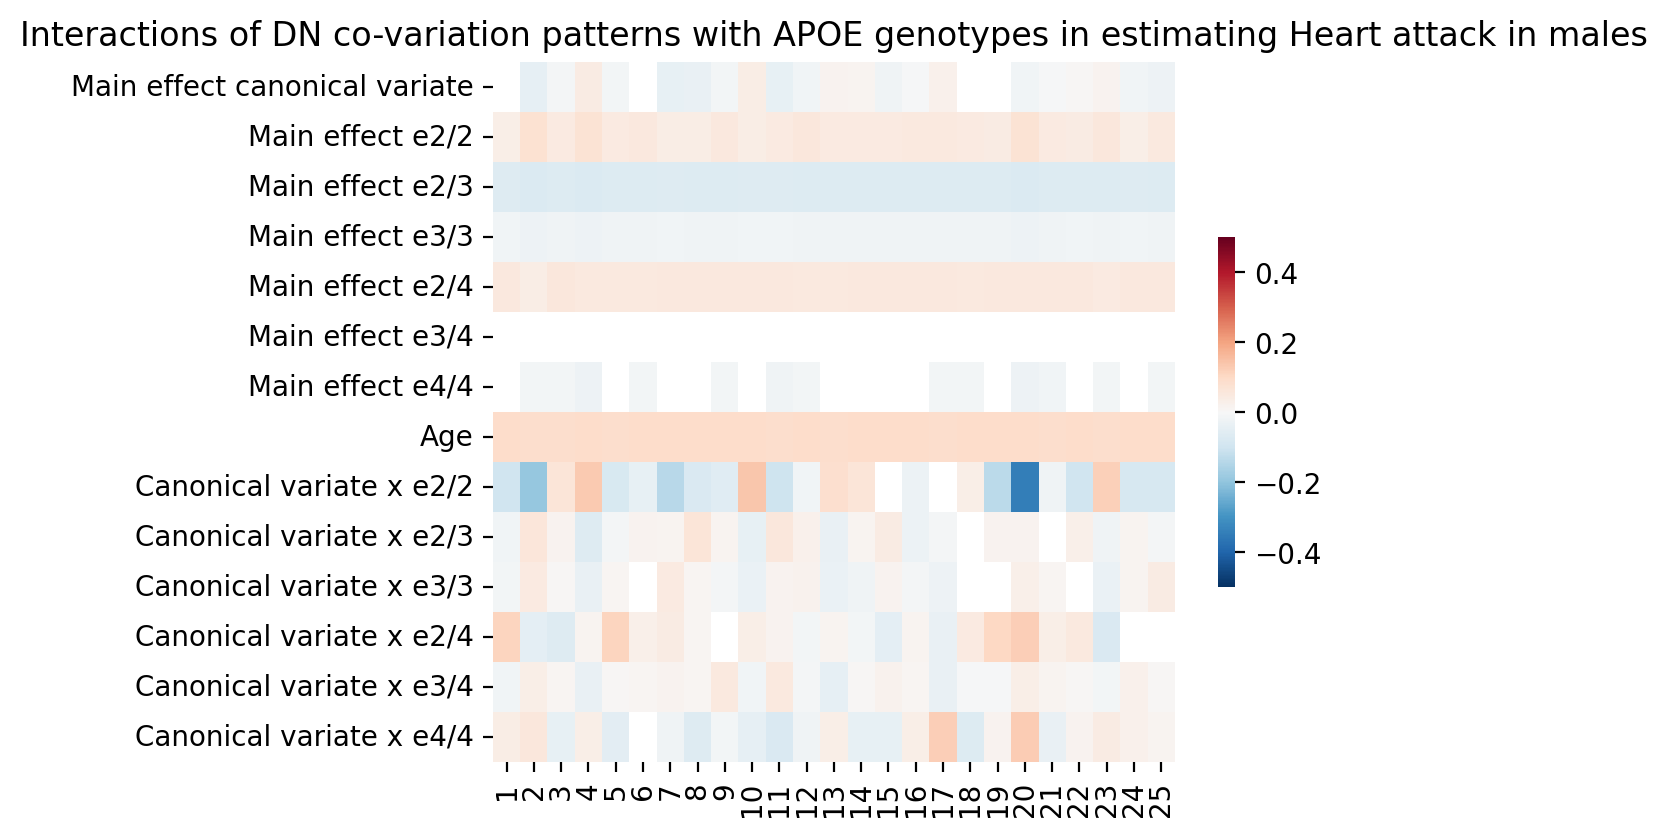 Interactions of DN co-variation patterns with APOE genotypes in estimating Heart attack in males
Main effect canonical variate
Main effect e2/2
Main effect e2/3
Main effect e3/3
Main effect e2/4
Main effect e3/4
Main effect e4/4
Age
Canonical variate x e2/2
Canonical variate x e2/3
Canonical variate x e3/3
Canonical variate x e2/4
Canonical variate x e3/4
Canonical variate x e4/4
1 2 3 4 5 6 7 8 9 10 11 12 13 14 15 16 17 18 19 20 21 22 23 24 25
0.4
0.2
0.0
−0.2
−0.4